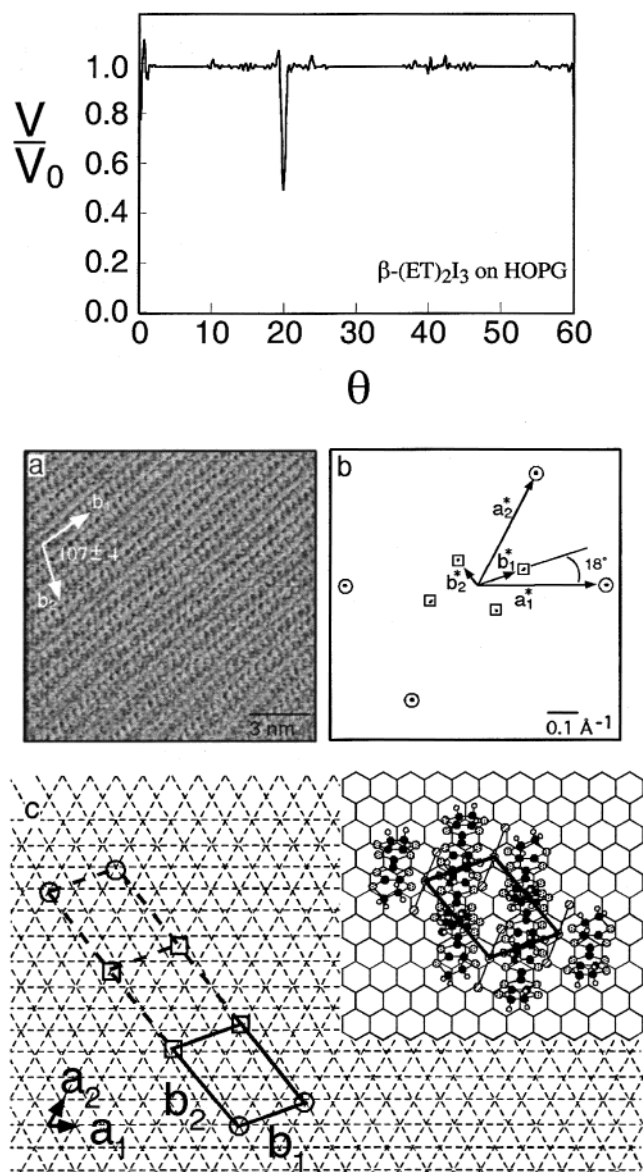 V
V0
1.0
0.8
0.6
0.4
0.2
0.0
β-(ET)2I3 on HOPG
0 10 20 30 40 50 60
θ
a
b1
107± 4
b2
3 nm
b
a2*
b1*
18°
b2*
a1*
0.1 Å-1
c
a2
a1
b2
b1